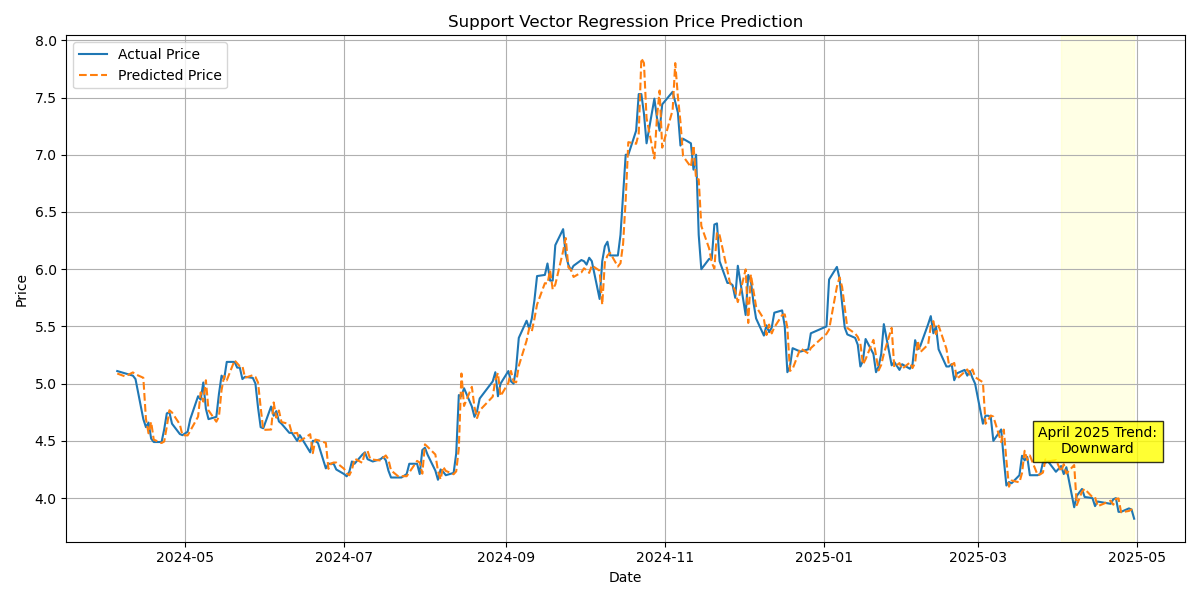 Support Vector Regression Price Prediction
Actual Price
Predicted Price
8.0
7.5
7.0
6.5
6.0
5.5
5.0
4.5
4.0
Price
April 2025 Trend:
Downward
2024-05
2024-07
2024-09
2024-11
2025-01
2025-03
2025-05
Date